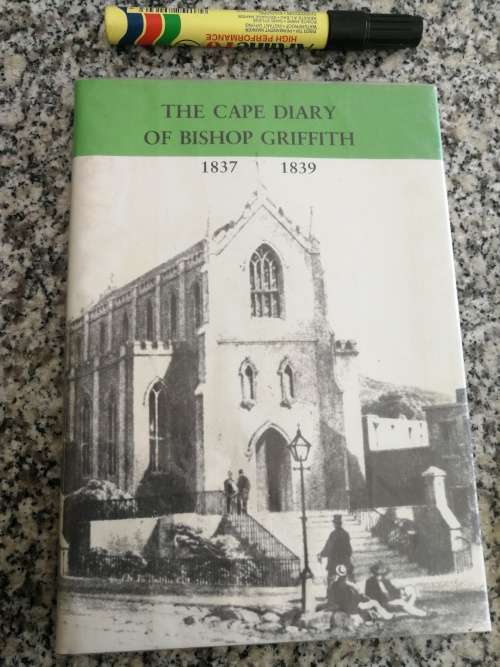 HIGH PERFORMANCE
THE CAPE DIARY
OF BISHOP GRIFFITH
1837 1839